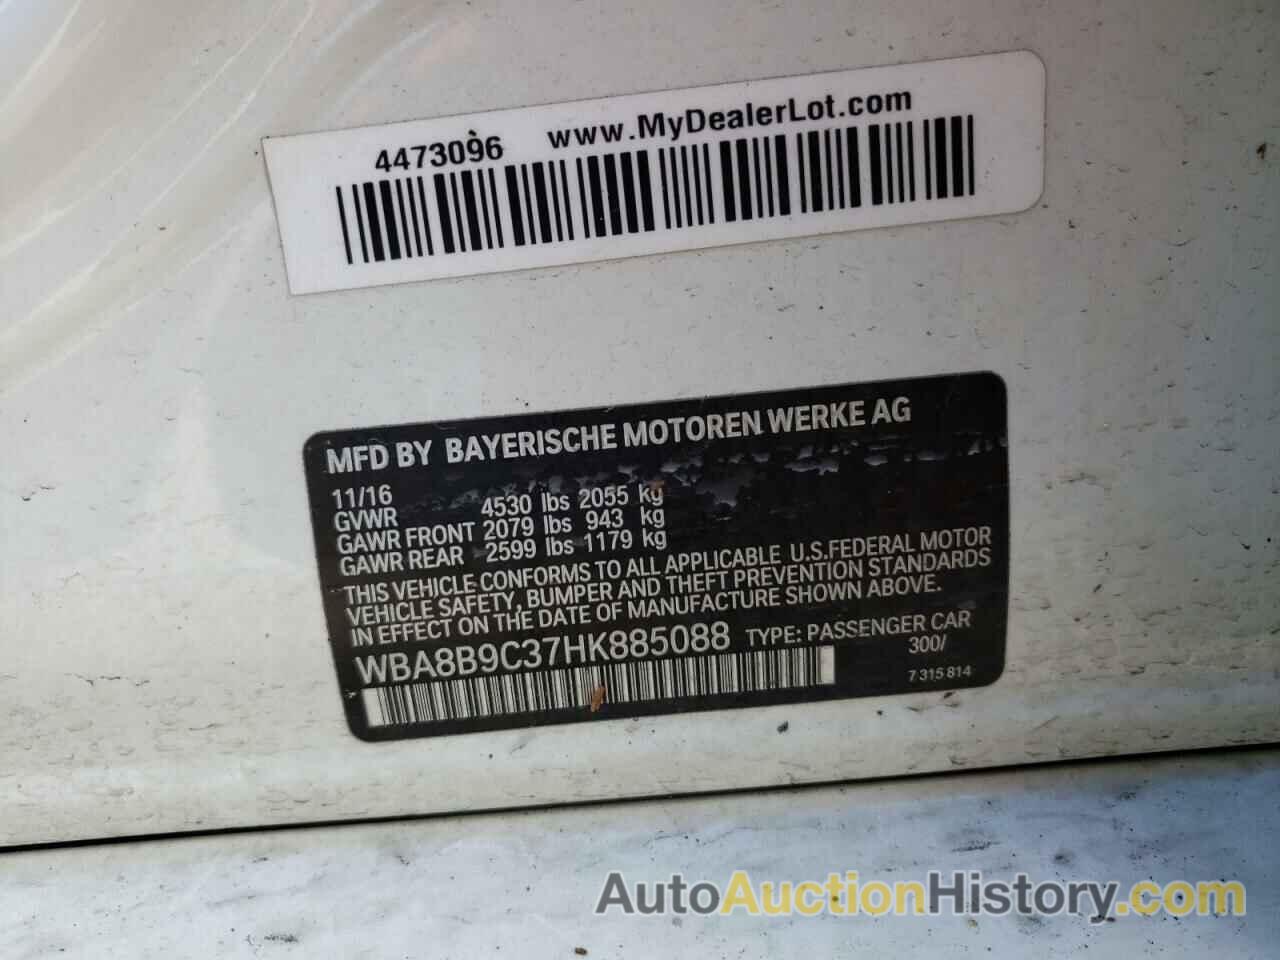 4473096 www.MyDealerLot.com
MFD BY BAYERISCHE MOTOREN WERKE AG
11/16
GVWR 4530 lbs 2055 kg
GAWR FRONT 2079 lbs 943 kg
GAWR REAR 2599 lbs 1179 kg
THIS VEHICLE CONFORMS TO ALL APPLICABLE U.S.FEDERAL MOTOR
VEHICLE SAFETY, BUMPER AND THEFT PREVENTION STANDARDS
IN EFFECT ON THE DATE OF MANUFACTURE SHOWN ABOVE.
WBA8B9C37HK885088 TYPE: PASSENGER CAR
300/
7 315 814
AutoAuctionHistory.com